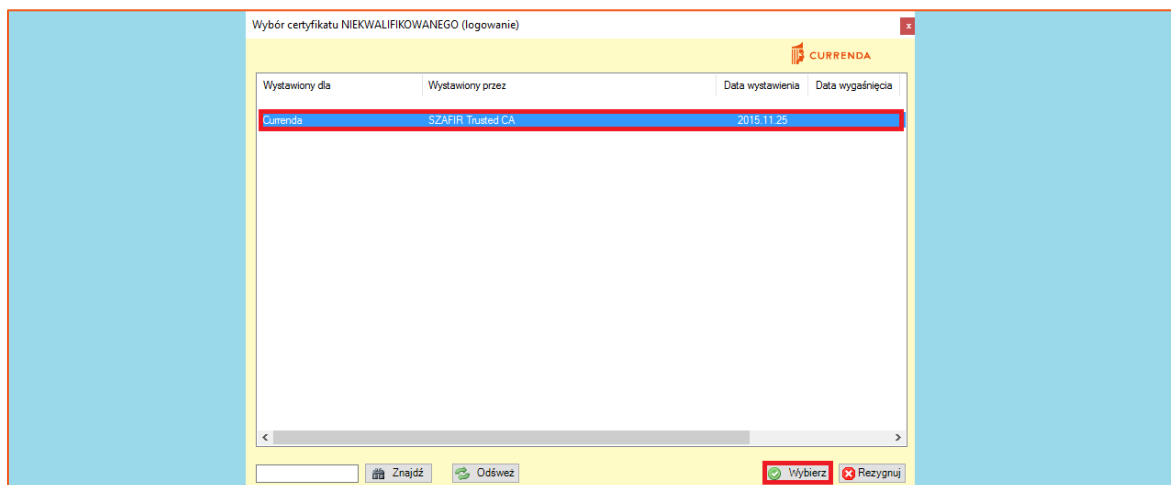 Wybór certyfikatu NIEKWALIFIKOWANEGO (logowanie)
x
CURRENDA
Wystawiony dla Wystawiony przez Data wystawienia Data wygaśnięcia
Currenda SZAFIR Trusted CA 2015.11.25
Znajdź Odśwież Wybierz Rezygnuj